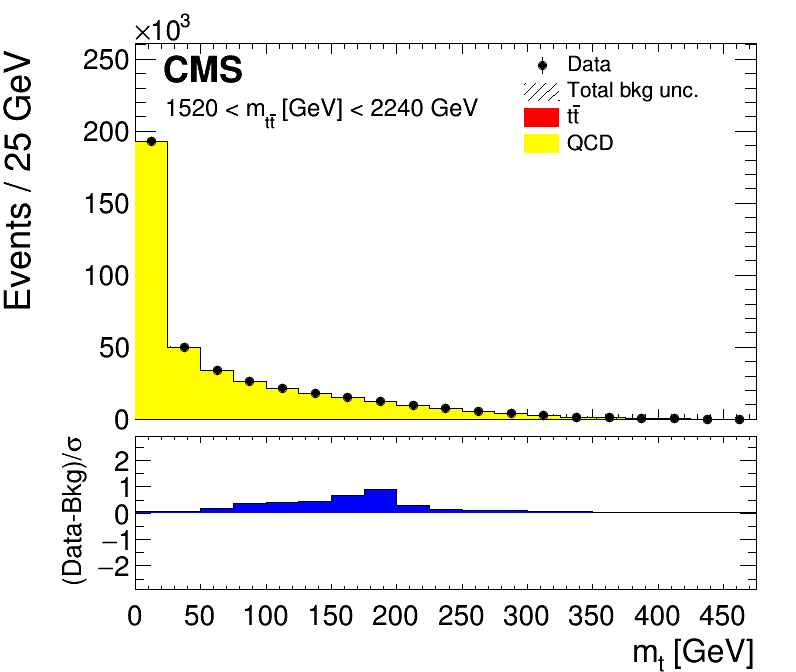 ×10³
Events / 25 GeV
250
200
150
100
50
0
CMS
1520 < m_tt̄ [GeV] < 2240 GeV
Data
Total bkg unc.
tt̄
QCD
(Data-Bkg)/σ
2
1
0
−1
−2
0 50 100 150 200 250 300 350 400 450
m_t [GeV]